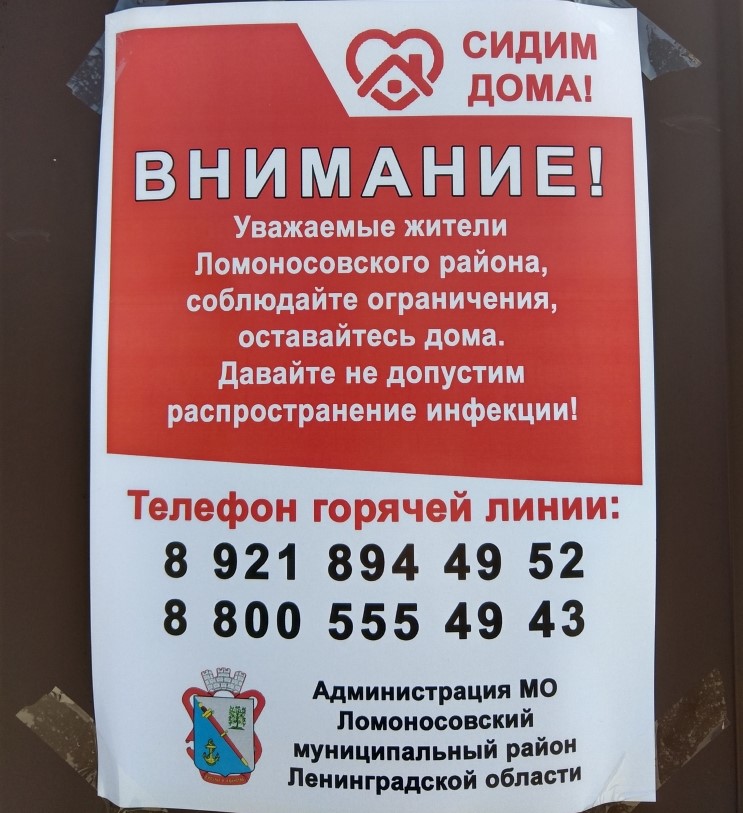 СИДИМ
ДОМА!
ВНИМАНИЕ!
Уважаемые жители
Ломоносовского района,
соблюдайте ограничения,
оставайтесь дома.
Давайте не допустим
распространение инфекции!
Телефон горячей линии:
8 921 894 49 52
8 800 555 49 43
Администрация МО
Ломоносовский
муниципальный район
Ленинградской области